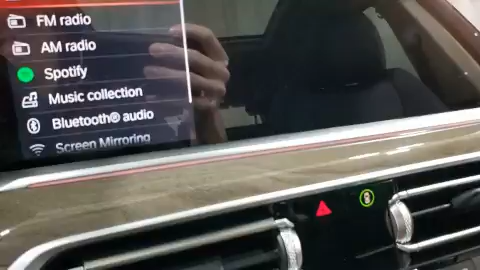 FM radio
AM radio
Spotify
Music collection
Bluetooth® audio
Screen Mirroring